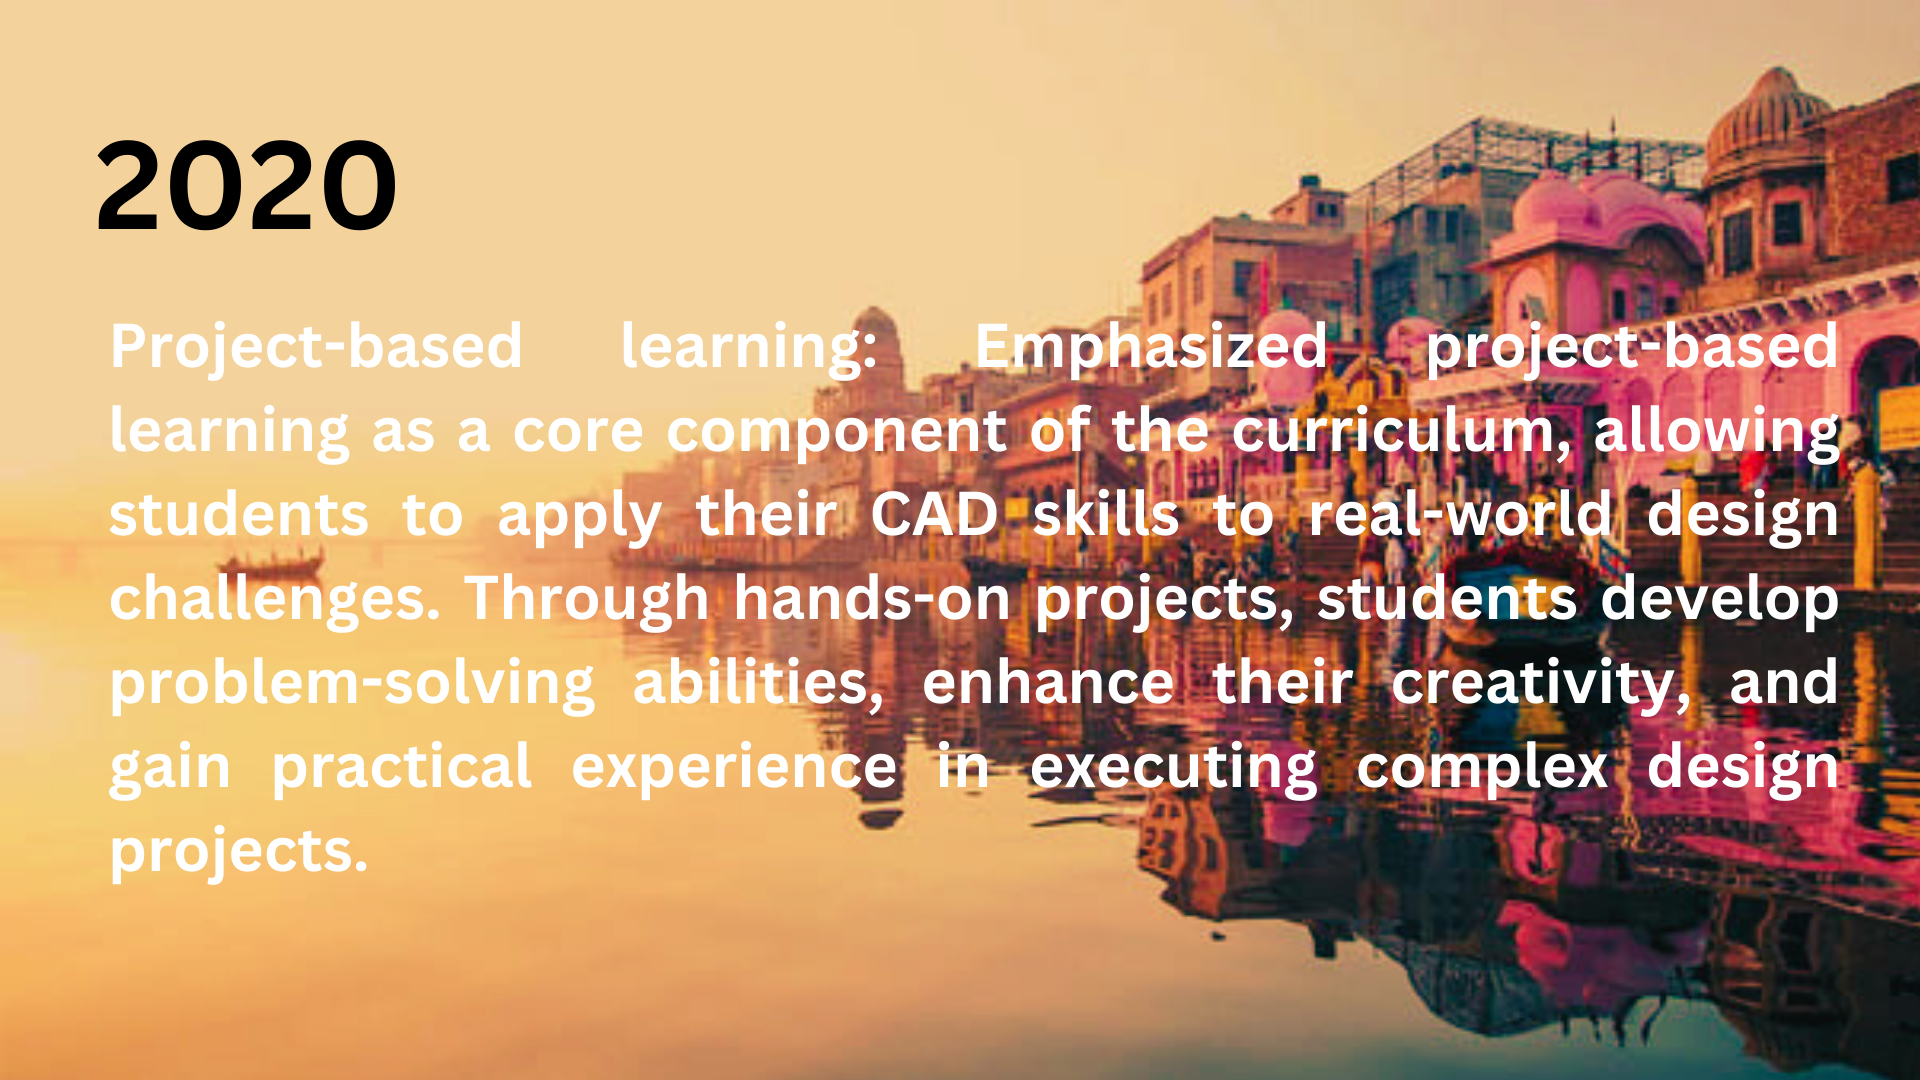 2020
Project-based learning: Emphasized project-based
learning as a core component of the curriculum, allowing
students to apply their CAD skills to real-world design
challenges. Through hands-on projects, students develop
problem-solving abilities, enhance their creativity, and
gain practical experience in executing complex design
projects.